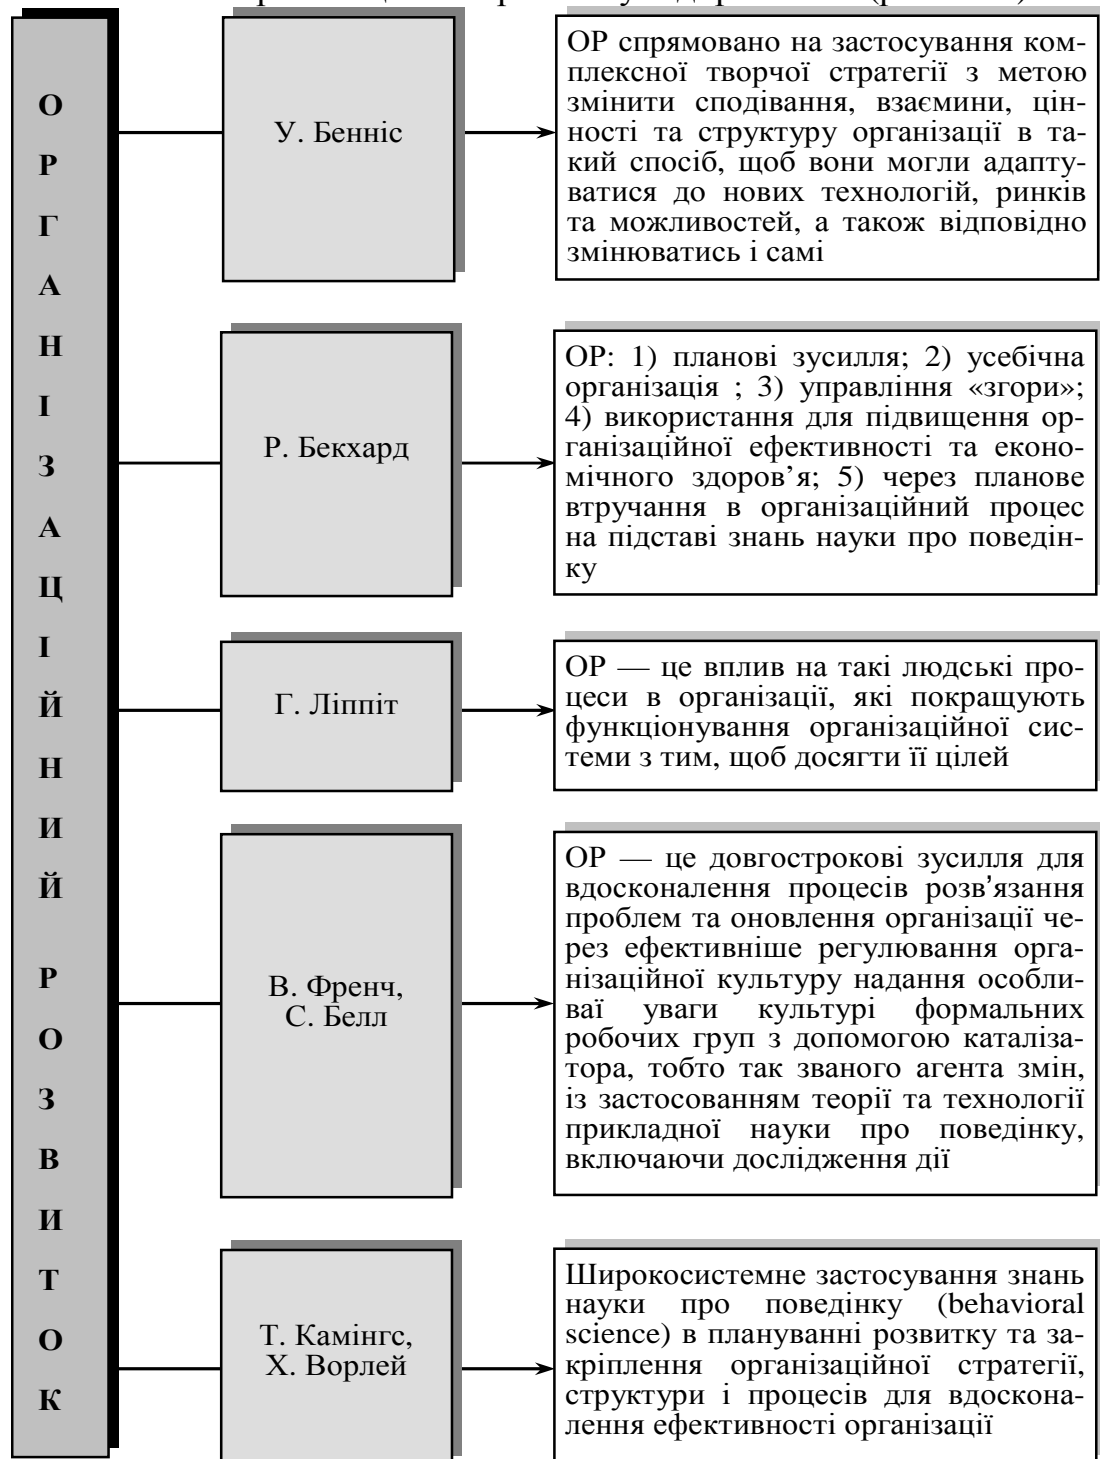 ОРГАНІЗАЦІЙНИЙ РОЗВИТОК
У. Бенніс
ОР спрямовано на застосування ком-
плексної творчої стратегії з метою
змінити сподівання, взаємини, цін-
ності та структуру організації в та-
кий спосіб, щоб вони могли адапту-
ватися до нових технологій, ринків
та можливостей, а також відповідно
змінюватись і самі
Р. Бекхард
ОР: 1) планові зусилля; 2) усебічна
організація ; 3) управління «згори»;
4) використання для підвищення ор-
ганізаційної ефективності та еконо-
мічного здоров’я; 5) через планове
втручання в організаційний процес
на підставі знань науки про поведін-
ку
Г. Ліппіт
ОР — це вплив на такі людські про-
цеси в організації, які покращують
функціонування організаційної сис-
теми з тим, щоб досягти її цілей
В. Френч,
С. Белл
ОР — це довгострокові зусилля для
вдосконалення процесів розв’язання
проблем та оновлення організації че-
рез ефективніше регулювання орга-
нізаційної культуру надання особли-
ваї уваги культурі формальних
робочих груп з допомогою каталіза-
тора, тобто так званого агента змін,
із застосованням теорії та технології
прикладної науки про поведінку,
включаючи дослідження дії
Т. Камінгс,
Х. Ворлей
Широкосистемне застосування знань
науки про поведінку (behavioral
science) в плануванні розвитку та за-
кріплення організаційної стратегії,
структури і процесів для вдоскона-
лення ефективності організації